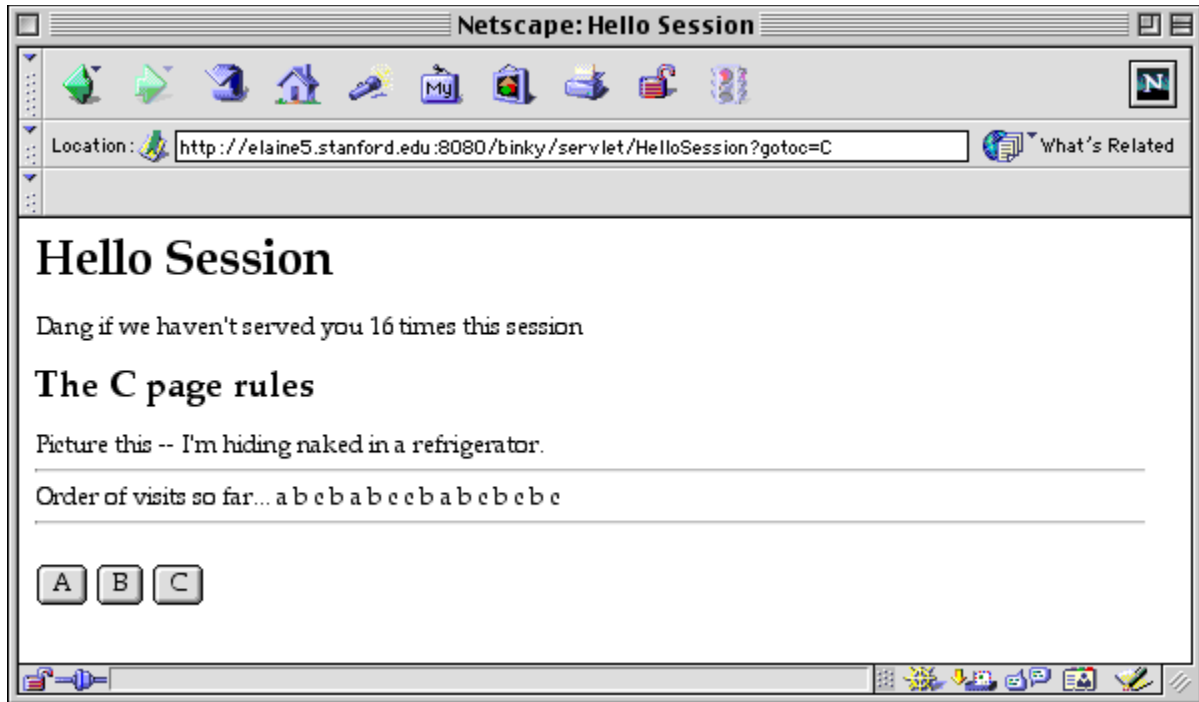 Netscape: Hello Session
My
N
Location: http://elaine5.stanford.edu:8080/binky/servlet/HelloSession?gotoc=C What's Related
Hello Session
Dang if we haven't served you 16 times this session
The C page rules
Picture this -- I'm hiding naked in a refrigerator.
Order of visits so far... a b c b a b c c b a b c b c b c
A B C